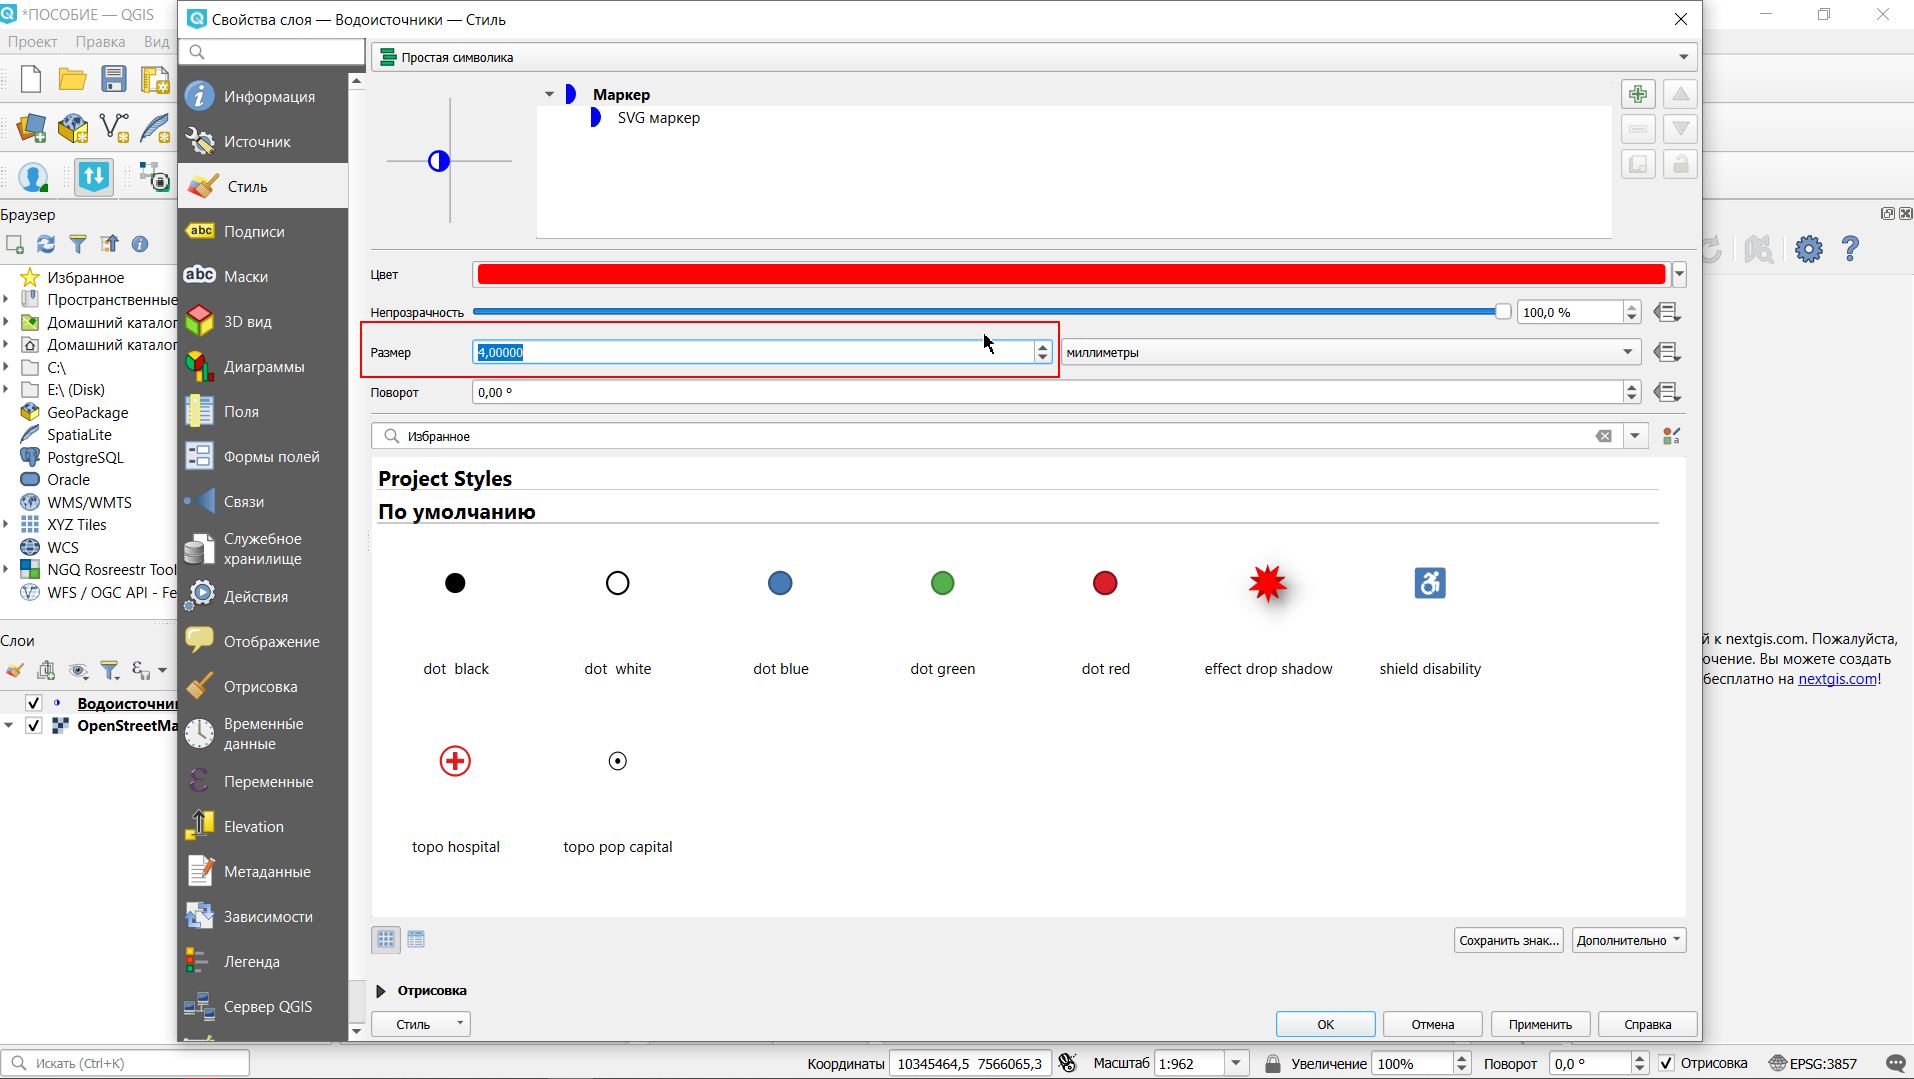 *ПОСОБИЕ — QGIS
Проект Правка Вид
Браузер
Избранное
Пространственные
Домашний каталог
Домашний каталог
C:\
E:\ (Disk)
GeoPackage
SpatiaLite
PostgreSQL
Oracle
WMS/WMTS
XYZ Tiles
WCS
NGQ Rosreestr Tool
WFS / OGC API - Fe
Слои
Водоисточни
OpenStreetMa
Свойства слоя — Водоисточники — Стиль
Информация
Источник
Стиль
abc Подписи
abc Маски
3D вид
Диаграммы
Поля
Формы полей
Связи
Служебное
хранилище
Действия
Отображение
Отрисовка
Временные
данные
Переменные
Elevation
Метаданные
Зависимости
Легенда
Сервер QGIS
Простая символика
Маркер
SVG маркер
Цвет
Непрозрачность 100,0 %
Размер 4,00000 миллиметры
Поворот 0,00 °
Избранное
Project Styles
По умолчанию
dot black
dot white
dot blue
dot green
dot red
effect drop shadow
shield disability
topo hospital
topo pop capital
Сохранить знак...
Дополнительно
Отрисовка
Стиль
OK
Отмена
Применить
Справка
й к nextgis.com. Пожалуйста,
очение. Вы можете создать
бесплатно на nextgis.com!
Искать (Ctrl+K)
Координаты 10345464,5 7566065,3 Масштаб 1:962 Увеличение 100% Поворот 0,0 ° Отрисовка EPSG:3857